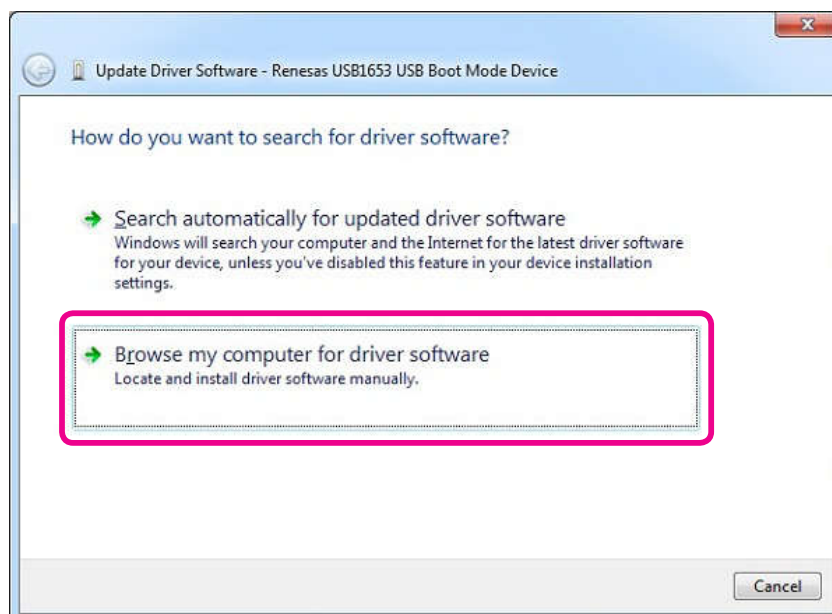 Update Driver Software - Renesas USB1653 USB Boot Mode Device
How do you want to search for driver software?
Search automatically for updated driver software
Windows will search your computer and the Internet for the latest driver software
for your device, unless you've disabled this feature in your device installation
settings.
Browse my computer for driver software
Locate and install driver software manually.
Cancel